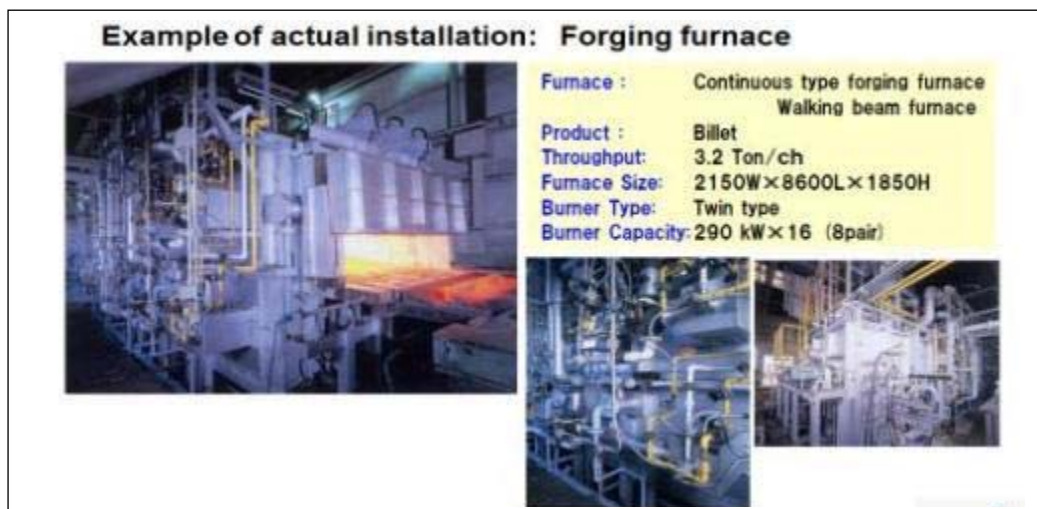 Example of actual installation: Forging furnace
Furnace : Continuous type forging furnace
Walking beam furnace
Product : Billet
Throughput: 3.2 Ton/ch
Furnace Size: 2150W×8600L×1850H
Burner Type: Twin type
Burner Capacity: 290 kW×16 (8pair)